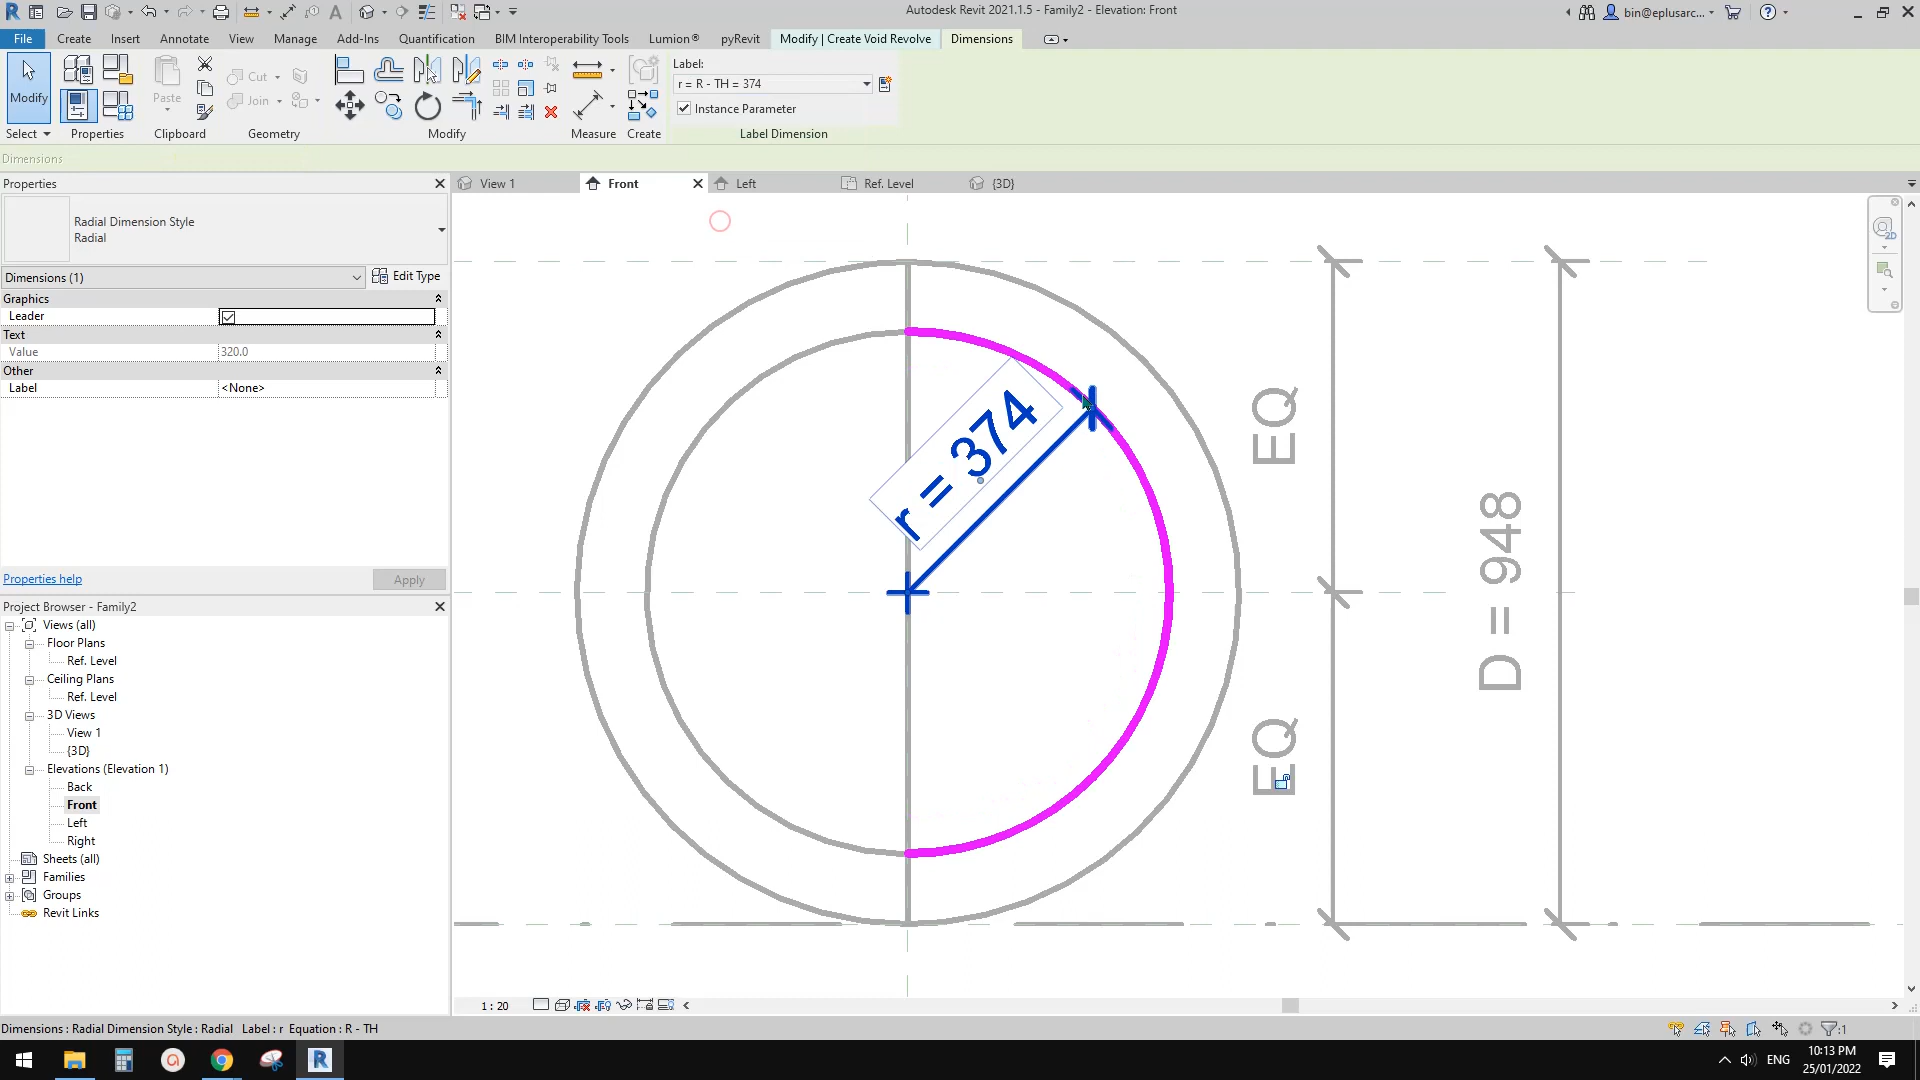 Autodesk Revit 2021.1.5 - Family2 - Elevation: Front
bin@eplusarc...
File
Create
Insert
Annotate
View
Manage
Add-Ins
Quantification
BIM Interoperability Tools
Lumion®
pyRevit
Modify | Create Void Revolve
Dimensions
Modify
Paste
Cut
Join
Label:
r = R - TH = 374
Instance Parameter
Select
Properties
Clipboard
Geometry
Modify
Measure
Create
Label Dimension
Dimensions
Properties
Radial Dimension Style
Radial
Dimensions (1)
Edit Type
Graphics
Leader
Text
Value
320.0
Other
Label
<None>
Properties help
Apply
Project Browser - Family2
Views (all)
Floor Plans
Ref. Level
Ceiling Plans
Ref. Level
3D Views
View 1
{3D}
Elevations (Elevation 1)
Back
Front
Left
Right
Sheets (all)
Families
Groups
Revit Links
View 1
Front
Left
Ref. Level
{3D}
2D
r = 374
EQ
EQ
D = 948
1 : 20
Dimensions : Radial Dimension Style : Radial Label : r Equation : R - TH
:1
ENG
10:13 PM
25/01/2022